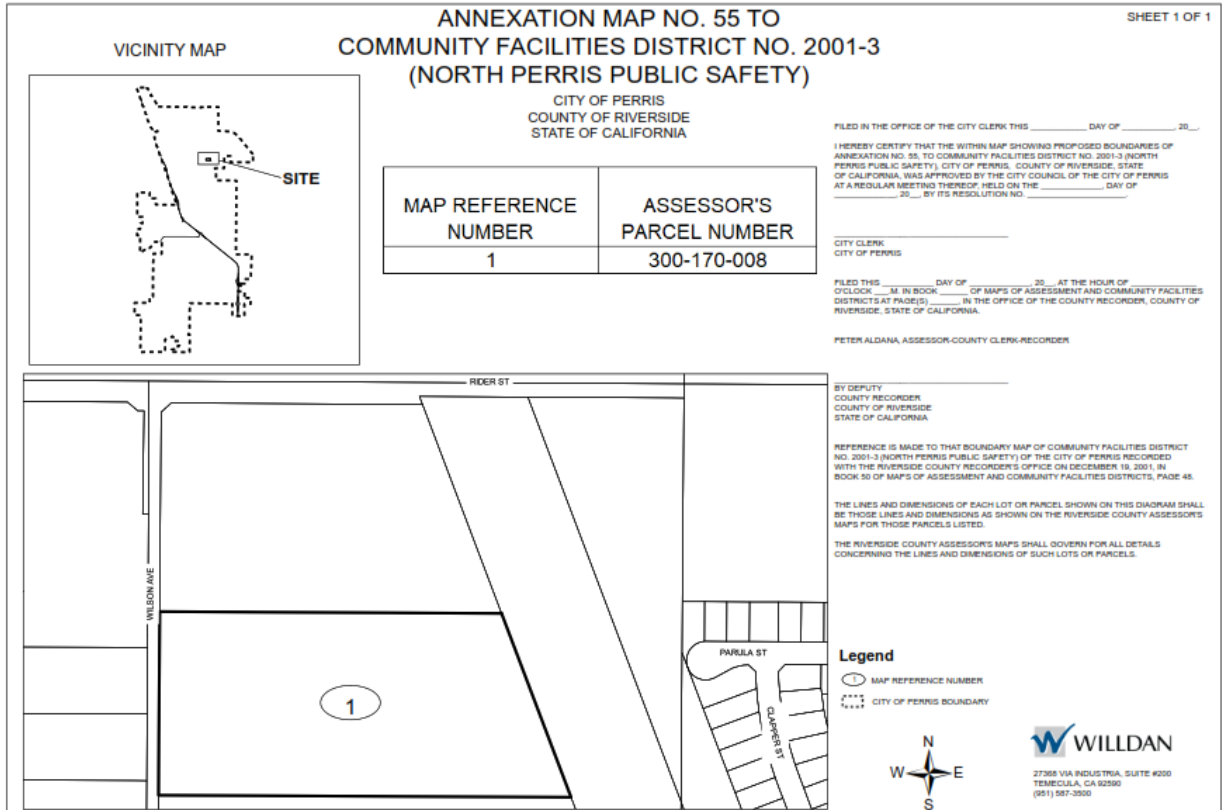 ANNEXATION MAP NO. 55 TO
COMMUNITY FACILITIES DISTRICT NO. 2001-3
(NORTH PERRIS PUBLIC SAFETY)
CITY OF PERRIS
COUNTY OF RIVERSIDE
STATE OF CALIFORNIA
SHEET 1 OF 1
VICINITY MAP
SITE
MAP REFERENCE NUMBER
ASSESSOR'S PARCEL NUMBER
1
300-170-008
FILED IN THE OFFICE OF THE CITY CLERK THIS __________ DAY OF __________, 20__.
I HEREBY CERTIFY THAT THE WITHIN MAP SHOWING PROPOSED BOUNDARIES OF
ANNEXATION NO. 55, TO COMMUNITY FACILITIES DISTRICT NO. 2001-3 (NORTH
PERRIS PUBLIC SAFETY), CITY OF PERRIS, COUNTY OF RIVERSIDE, STATE
OF CALIFORNIA, WAS APPROVED BY THE CITY COUNCIL OF THE CITY OF PERRIS
AT A REGULAR MEETING THEREOF, HELD ON THE ___________, DAY OF
___________, 20__, BY ITS RESOLUTION NO. __________________.
CITY CLERK
CITY OF PERRIS
FILED THIS __________ DAY OF ___________, 20__, AT THE HOUR OF ____________
O'CLOCK ___M. IN BOOK _____ OF MAPS OF ASSESSMENT AND COMMUNITY FACILITIES
DISTRICTS AT PAGE(S) _____, IN THE OFFICE OF THE COUNTY RECORDER, COUNTY OF
RIVERSIDE, STATE OF CALIFORNIA.
PETER ALDANA, ASSESSOR-COUNTY CLERK-RECORDER
BY DEPUTY
COUNTY RECORDER
COUNTY OF RIVERSIDE
STATE OF CALIFORNIA
REFERENCE IS MADE TO THAT BOUNDARY MAP OF COMMUNITY FACILITIES DISTRICT
NO. 2001-3 (NORTH PERRIS PUBLIC SAFETY) OF THE CITY OF PERRIS RECORDED
WITH THE RIVERSIDE COUNTY RECORDER'S OFFICE ON DECEMBER 19, 2001, IN
BOOK 50 OF MAPS OF ASSESSMENT AND COMMUNITY FACILITIES DISTRICTS, PAGE 48.
THE LINES AND DIMENSIONS OF EACH LOT OR PARCEL SHOWN ON THIS DIAGRAM SHALL
BE THOSE LINES AND DIMENSIONS AS SHOWN ON THE RIVERSIDE COUNTY ASSESSOR'S
MAPS FOR THOSE PARCELS LISTED.
THE RIVERSIDE COUNTY ASSESSOR'S MAPS SHALL GOVERN FOR ALL DETAILS
CONCERNING THE LINES AND DIMENSIONS OF SUCH LOTS OR PARCELS.
RIDER ST
WILSON AVE
PARULA ST
CLAPPER ST
1
Legend
1 MAP REFERENCE NUMBER
CITY OF PERRIS BOUNDARY
N
W E
S
WILLDAN
27368 VIA INDUSTRIA, SUITE #200
TEMECULA, CA 92590
(951) 587-3500